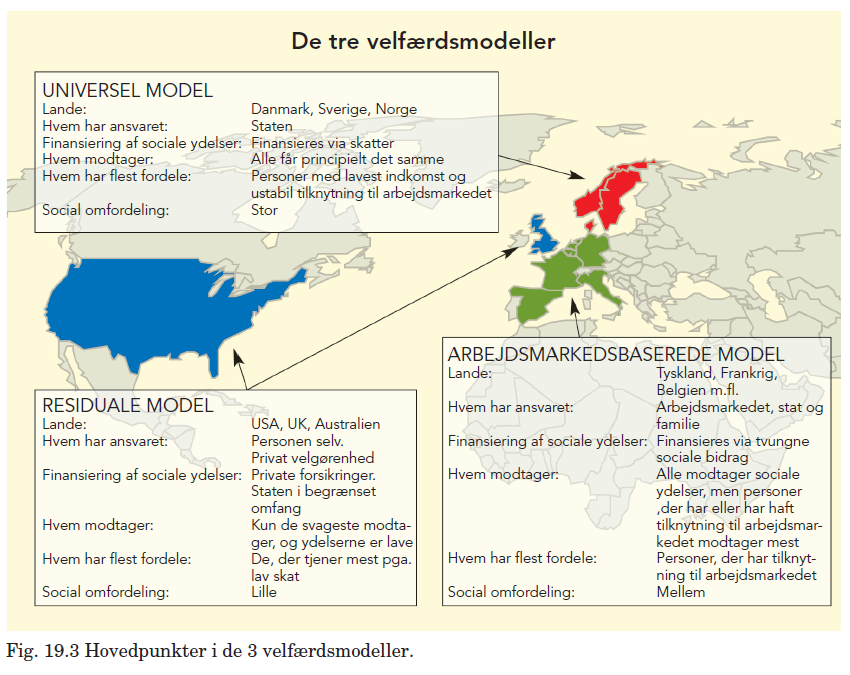 De tre velfærdsmodeller
UNIVERSEL MODEL
Lande: Danmark, Sverige, Norge
Hvem har ansvaret: Staten
Finansiering af sociale ydelser: Finansieres via skatter
Hvem modtager: Alle får principielt det samme
Hvem har flest fordele: Personer med lavest indkomst og
ustabil tilknytning til arbejdsmarkedet
Social omfordeling: Stor
RESIDUALE MODEL
Lande: USA, UK, Australien
Hvem har ansvaret: Personen selv.
Privat velgørenhed
Finansiering af sociale ydelser: Private forsikringer.
Staten i begrænset
omfang
Hvem modtager: Kun de svageste modta-
ger, og ydelserne er lave
Hvem har flest fordele: De, der tjener mest pga.
lav skat
Social omfordeling: Lille
ARBEJDSMARKEDSBASEREDE MODEL
Lande: Tyskland, Frankrig,
Belgien m.fl.
Hvem har ansvaret: Arbejdsmarkedet, stat og
familie
Finansiering af sociale ydelser: Finansieres via tvungne
sociale bidrag
Hvem modtager: Alle modtager sociale
ydelser, men personer
,der har eller har haft
tilknytning til arbejdsmar-
kedet modtager mest
Hvem har flest fordele: Personer, der har tilknyt-
ning til arbejdsmarkedet
Social omfordeling: Mellem
Fig. 19.3 Hovedpunkter i de 3 velfærdsmodeller.